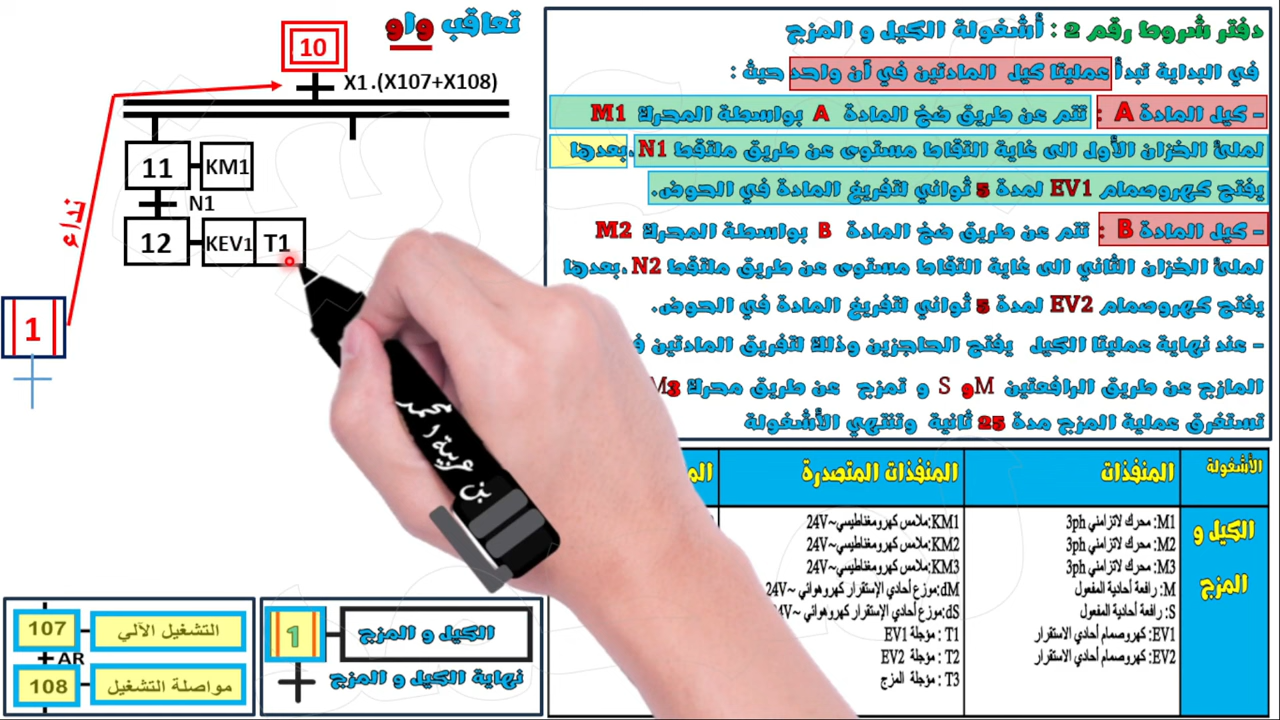 تعاقب واو
10
X1.(X107+X108)
11
KM1
N1
12
KEV1
T1
نداء
1
دفتر شروط رقم 2 : أشغولة الكيل و المزج
في البداية تبدأ عمليتا كيل المادتين في آن واحد حيث :
- كيل المادة A : تتم عن طريق ضخ المادة A بواسطة المحرك M1
لملئ الخزان الأول الى غاية التقاط مستوى عن طريق ملتقط N1 .بعدها
يفتح كهروصمام EV1 لمدة 5 ثواني لتفريغ المادة في الحوض.
- كيل المادة B : تتم عن طريق ضخ المادة B بواسطة المحرك M2
لملئ الخزان الثاني الى غاية التقاط مستوى عن طريق ملتقط N2 .بعدها
يفتح كهروصمام EV2 لمدة 5 ثواني لتفريغ المادة في الحوض.
- عند نهاية عمليتا الكيل يفتح الحاجزين وذلك لتفريق المادتين
المازج عن طريق الرافعتين M و S و تمزج عن طريق محرك M3
تستغرق عملية المزج مدة 25 ثانية وتنتهي الأشغولة
الأشغولة
المنفذات
المنفذات المتصدرة
الكيل و
المزج
M1: محرك لاتزامني 3ph
M2: محرك لاتزامني 3ph
M3: محرك لاتزامني 3ph
M: رافعة أحادية المفعول
S: رافعة أحادية المفعول
EV1: كهروصمام أحادي الاستقرار
EV2: كهروصمام أحادي الاستقرار
KM1:ملامس كهرومغناطيسي~24V
KM2:ملامس كهرومغناطيسي~24V
KM3:ملامس كهرومغناطيسي~24V
dM:موزع أحادي الإستقرار كهروهوائي ~24V
dS:موزع أحادي الإستقرار كهروهوائي ~
T1 : مؤجلة EV1
T2 : مؤجلة EV2
T3 : مؤجلة المزج
107
التشغيل الآلي
AR
108
مواصلة التشغيل
1
الكيل و المزج
نهاية الكيل و المزج